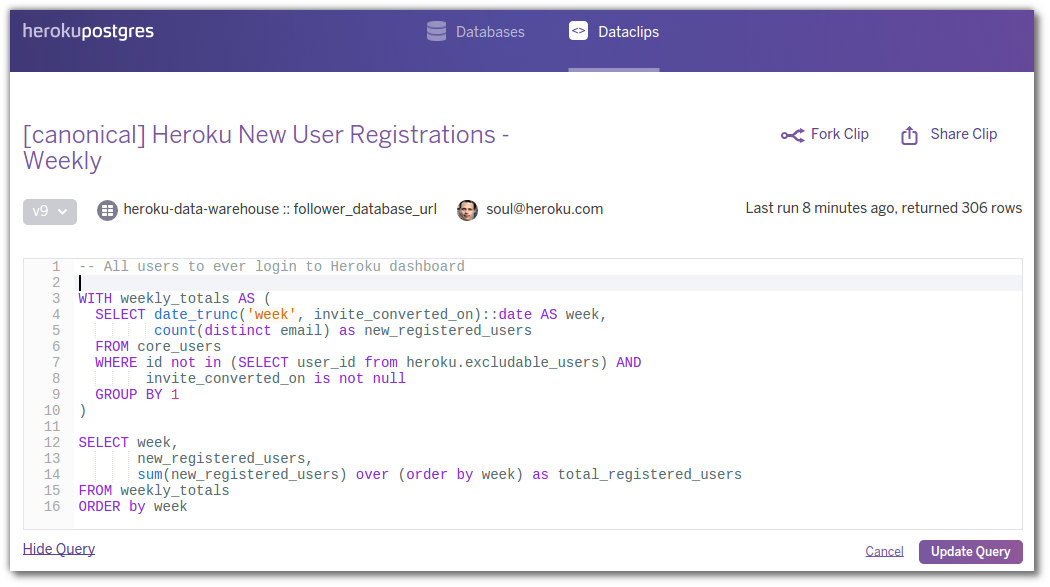 herokupostgres
Databases
<> Dataclips
[canonical] Heroku New User Registrations -
Weekly
Fork Clip
Share Clip
v9
heroku-data-warehouse :: follower_database_url
soul@heroku.com
Last run 8 minutes ago, returned 306 rows
1 -- All users to ever login to Heroku dashboard
2
3 WITH weekly_totals AS (
4   SELECT date_trunc('week', invite_converted_on)::date AS week,
5          count(distinct email) as new_registered_users
6   FROM core_users
7   WHERE id not in (SELECT user_id from heroku.excludable_users) AND
8         invite_converted_on is not null
9   GROUP BY 1
10 )
11
12 SELECT week,
13        new_registered_users,
14        sum(new_registered_users) over (order by week) as total_registered_users
15 FROM weekly_totals
16 ORDER by week
Hide Query
Cancel
Update Query